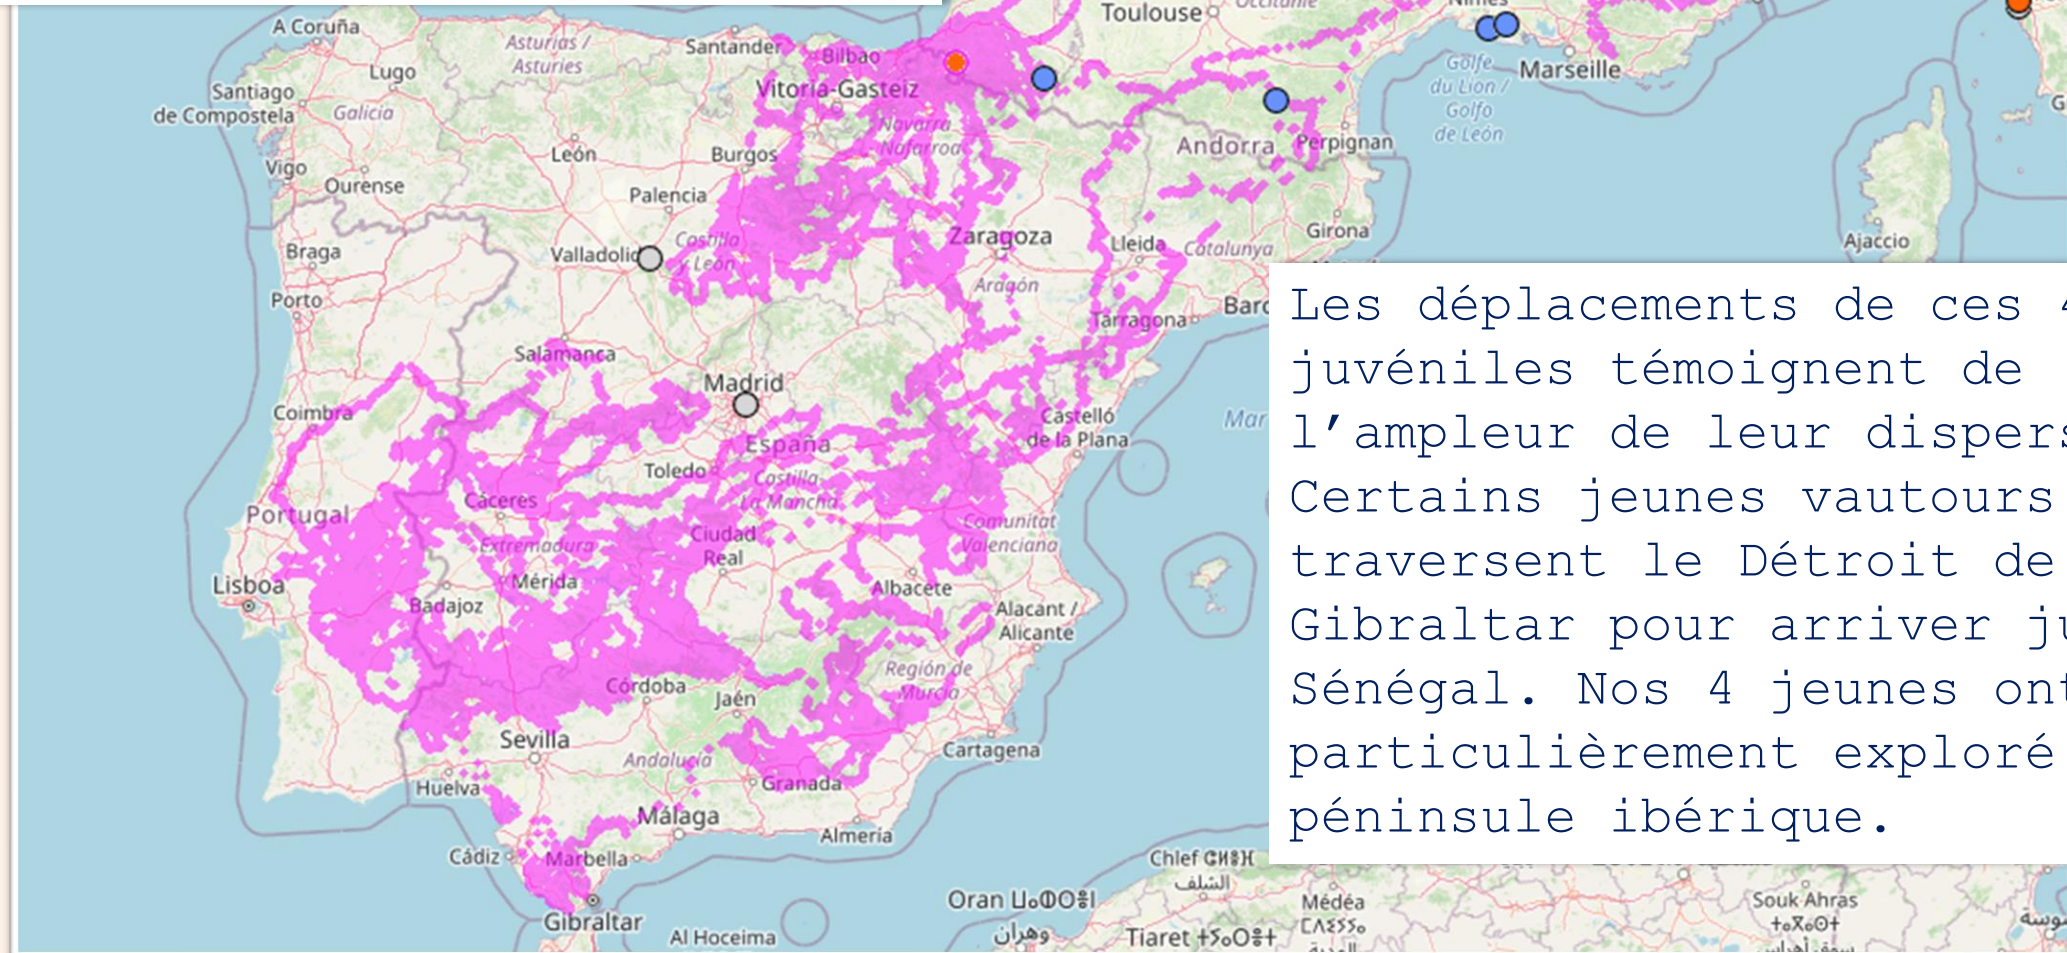 A Coruña
Santander
Asturias /
Asturies
Bilbao
Toulouse
Lugo
Vitoria-Gasteiz
Golfe
du Lion /
Golfo
de León
Marseille
Santiago
de Compostela
Galicia
Navarra
Nafarroa
Vigo
Ourense
León
Burgos
Palencia
Andorra
Perpignan
Braga
Valladolid
Castilla
y León
Zaragoza
Lleida
Catalunya
Girona
Ajaccio
Porto
Aragón
Tarragona
Salamanca
Madrid
Coimbra
España
Castelló
de la Plana
Toledo
Castilla-
La Mancha
Cáceres
Portugal
Extremadura
Ciudad
Real
Comunitat
Valenciana
Lisboa
Mérida
Badajoz
Albacete
Alacant /
Alicante
Córdoba
Jaén
Región de
Murcia
Sevilla
Andalucía
Cartagena
Huelva
Granada
Málaga
Almería
Cádiz
Marbella
Gibraltar
Al Hoceima
Les déplacements de ces
juvéniles témoignent de
l’ampleur de leur
Certains jeunes vautours
traversent le Détroit de
Gibraltar pour arriver
Sénégal. Nos 4 jeunes
particulièrement exploré
péninsule ibérique.
Chlef ⵛⵍⴻⴼ
الشلف
Oran ⵡⴰⵀⵔⴰⵏ
وهران
Médéa
Tiaret
Souk Ahras
سوق أهراس